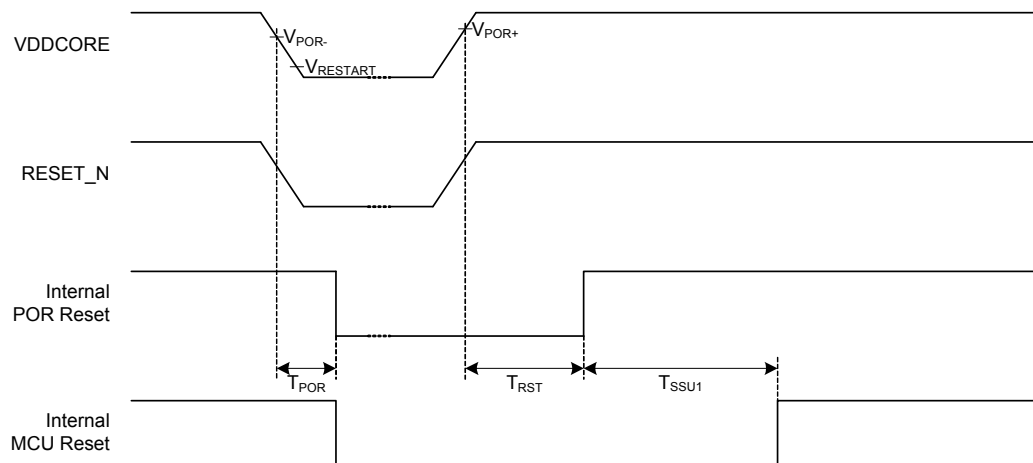 VDDCORE
VPOR-
VRESTART
VPOR+
RESET_N
Internal
POR Reset
TPOR
TRST
TSSU1
Internal
MCU Reset